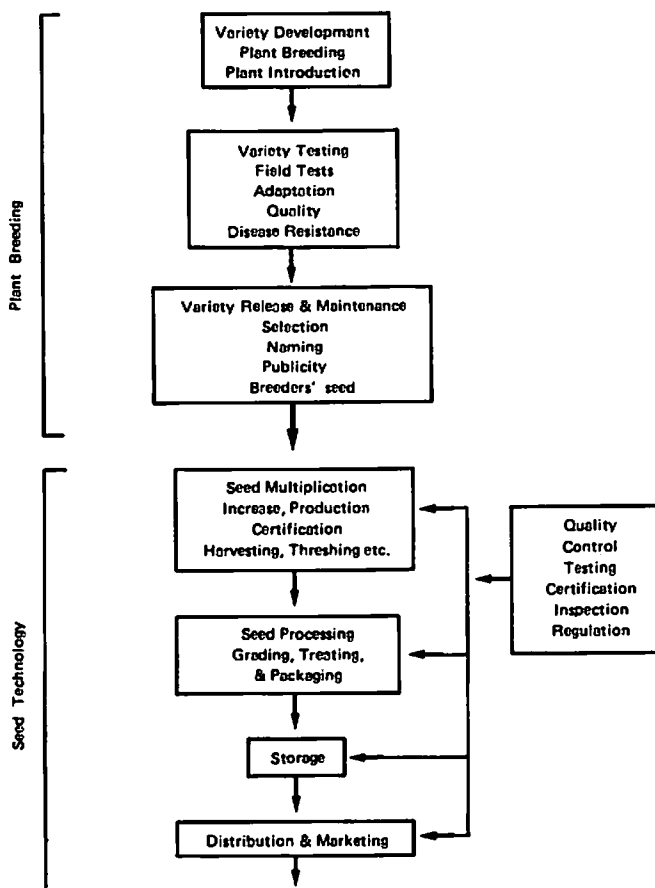 Plant Breeding
Variety Development
Plant Breeding
Plant Introduction
Variety Testing
Field Tests
Adaptation
Quality
Disease Resistance
Variety Release & Maintenance
Selection
Naming
Publicity
Breeders' seed
Seed Technology
Seed Multiplication
Increase, Production
Certification
Harvesting, Threshing etc.
Quality
Control
Testing
Certification
Inspection
Regulation
Seed Processing
Grading, Treating,
& Packaging
Storage
Distribution & Marketing